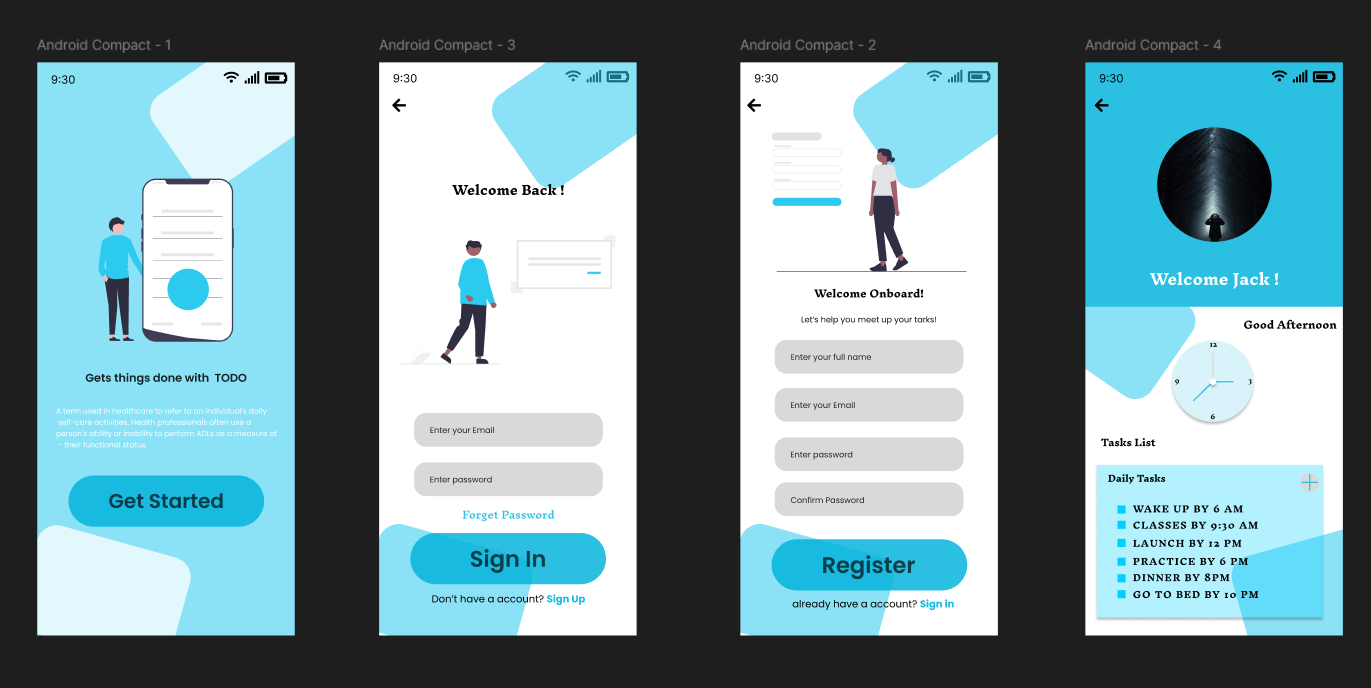 Android Compact - 1
9:30
Gets things done with TODO
A term used in healthcare to refer to an individual's daily
self-care activities. Health professionals often use a
person's ability or inability to perform ADLs as a measure of
- their functional status.
Get Started
Android Compact - 3
9:30
Welcome Back !
Enter your Email
Enter password
Forget Password
Sign In
Don't have a account? Sign Up
Android Compact - 2
9:30
Welcome Onboard!
Let's help you meet up your tarks!
Enter your full name
Enter your Email
Enter password
Confirm Password
Register
already have a account? Sign in
Android Compact - 4
9:30
Welcome Jack !
Good Afternoon
12
9 3
6
Tasks List
Daily Tasks
WAKE UP BY 6 AM
CLASSES BY 9:30 AM
LAUNCH BY 12 PM
PRACTICE BY 6 PM
DINNER BY 8PM
GO TO BED BY 10 PM